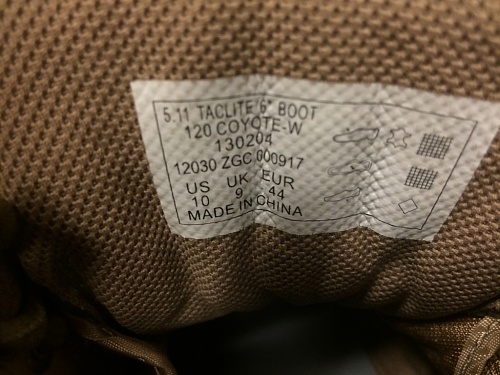 5.11 TACLITE 6" BOOT
120 COYOTE-W
130204
12030 ZGC 000917
US UK EUR
10 9 44
MADE IN CHINA